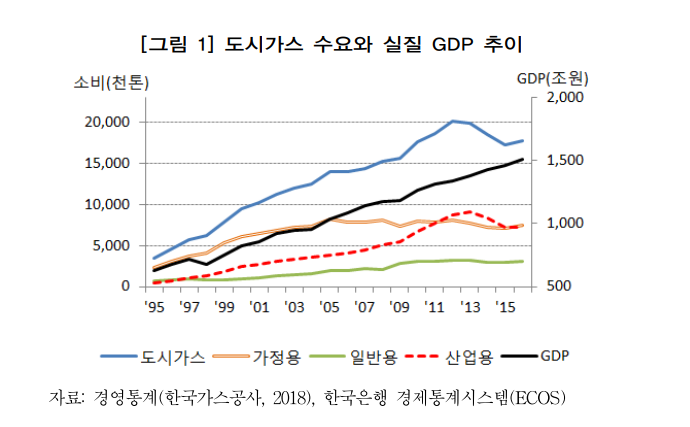 [그림 1] 도시가스 수요와 실질 GDP 추이
소비(천톤)
GDP(조원)
20,000
15,000
10,000
5,000
0
2,000
1,500
1,000
500
'95 '97 '99 '01 '03 '05 '07 '09 '11 '13 '15
도시가스 가정용 일반용 산업용 GDP
자료: 경영통계(한국가스공사, 2018), 한국은행 경제통계시스템(ECOS)